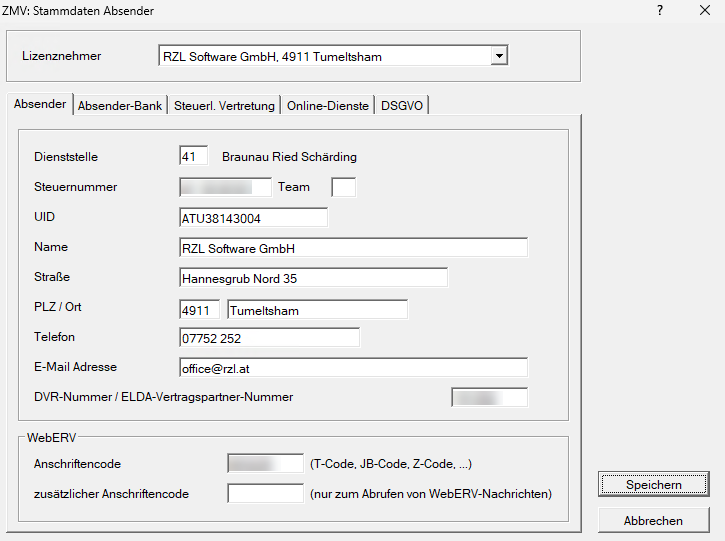 ZMV: Stammdaten Absender ?
Lizenznehmer RZL Software GmbH, 4911 Tumeltsham
Absender Absender-Bank Steuerl. Vertretung Online-Dienste DSGVO
Dienststelle 41 Braunau Ried Schärding
Steuernummer Team
UID ATU38143004
Name RZL Software GmbH
Straße Hannesgrub Nord 35
PLZ / Ort 4911 Tumeltsham
Telefon 07752 252
E-Mail Adresse office@rzl.at
DVR-Nummer / ELDA-Vertragspartner-Nummer
WebERV
Anschriftencode (T-Code, JB-Code, Z-Code, ...)
zusätzlicher Anschriftencode (nur zum Abrufen von WebERV-Nachrichten)
Speichern
Abbrechen